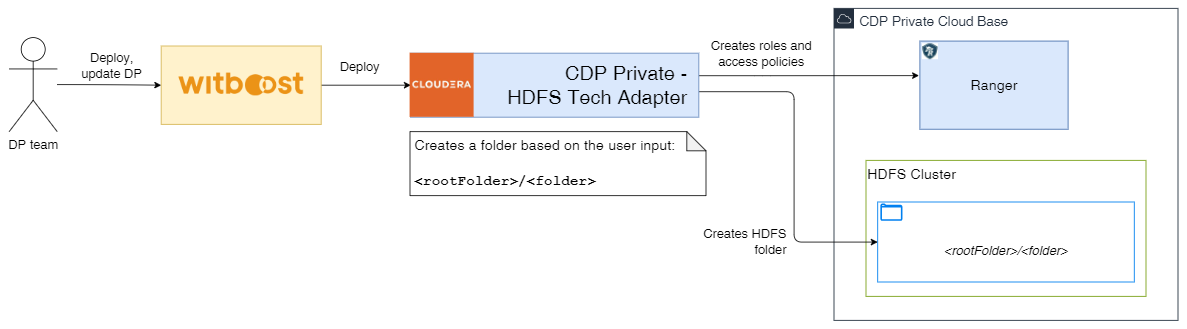 CDP Private Cloud Base
Deploy,
update DP
witboost
Deploy
CLOUDERA
CDP Private -
HDFS Tech Adapter
Creates roles and
access policies
Ranger
DP team
Creates a folder based on the user input:
<rootFolder>/<folder>
HDFS Cluster
Creates HDFS
folder
<rootFolder>/<folder>